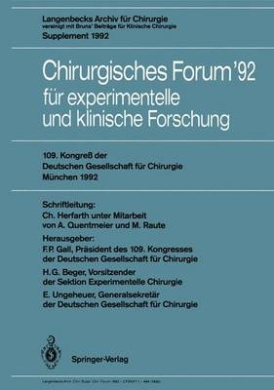 Langenbecks Archiv für Chirurgie
vereinigt mit Bruns' Beiträge für Klinische Chirurgie
Supplement 1992
Chirurgisches Forum '92
für experimentelle
und klinische Forschung
109. Kongreß der
Deutschen Gesellschaft für Chirurgie
München 1992
Schriftleitung:
Ch. Herfarth unter Mitarbeit
von A. Quentmeier und M. Raute
Herausgeber:
F.P. Gall, Präsident des 109. Kongresses
der Deutschen Gesellschaft für Chirurgie
H.G. Beger, Vorsitzender
der Sektion Experimentelle Chirurgie
E. Ungeheuer, Generalsekretär
der Deutschen Gesellschaft für Chirurgie
Springer-Verlag